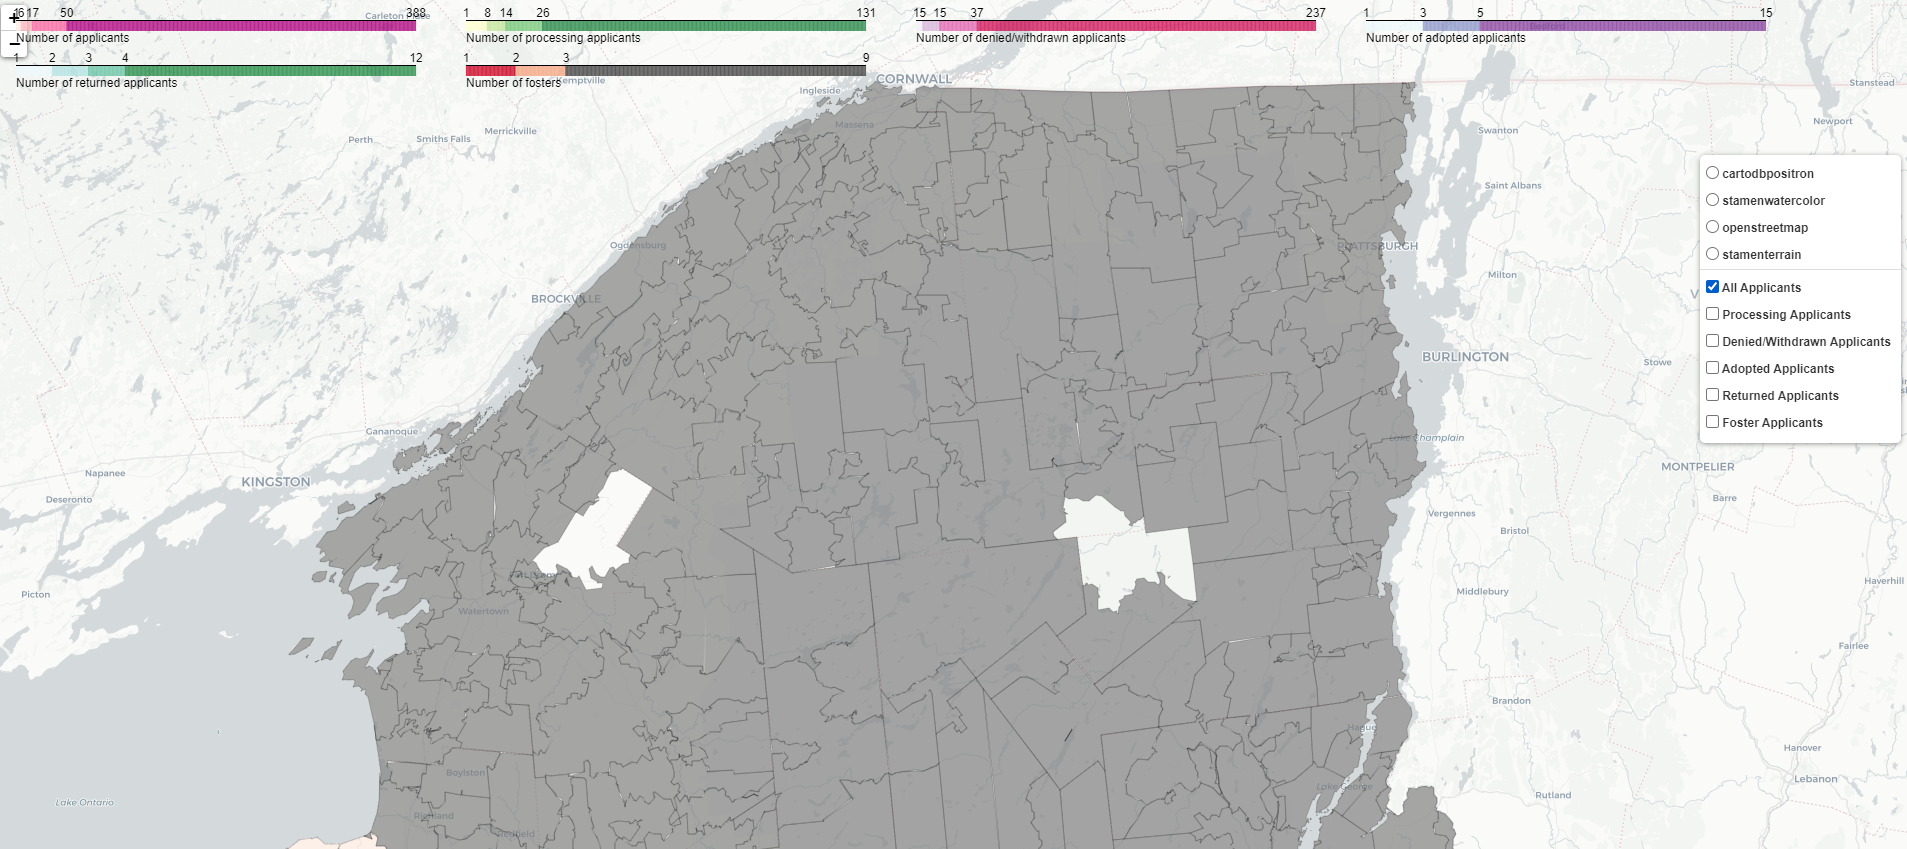 +
−
6 17 50 388
Number of applicants
1 8 14 26 131
Number of processing applicants
15 15 37 237
Number of denied/withdrawn applicants
1 3 5 15
Number of adopted applicants
1 2 3 4 12
Number of returned applicants
1 2 3 9
Number of fosters
Kemptville
CORNWALL
Ingleside
Massena
Stanstead
Newport
Swanton
Perth
Smiths Falls
Merrickville
Saint Albans
Ogdensburg
PLATTSBURGH
Milton
BROCKVILLE
BURLINGTON
Stowe
Gananoque
Lake Champlain
Napanee
KINGSTON
MONTPELIER
Deseronto
Barre
Vergennes
Bristol
Picton
Watertown
Middlebury
Haverhill
Fairlee
Brandon
Hague
Hanover
Boylston
Lebanon
Lake George
Lake Ontario
Rutland
Richland
Redfield
cartodbpositron
stamenwatercolor
openstreetmap
stamenterrain
All Applicants
Processing Applicants
Denied/Withdrawn Applicants
Adopted Applicants
Returned Applicants
Foster Applicants